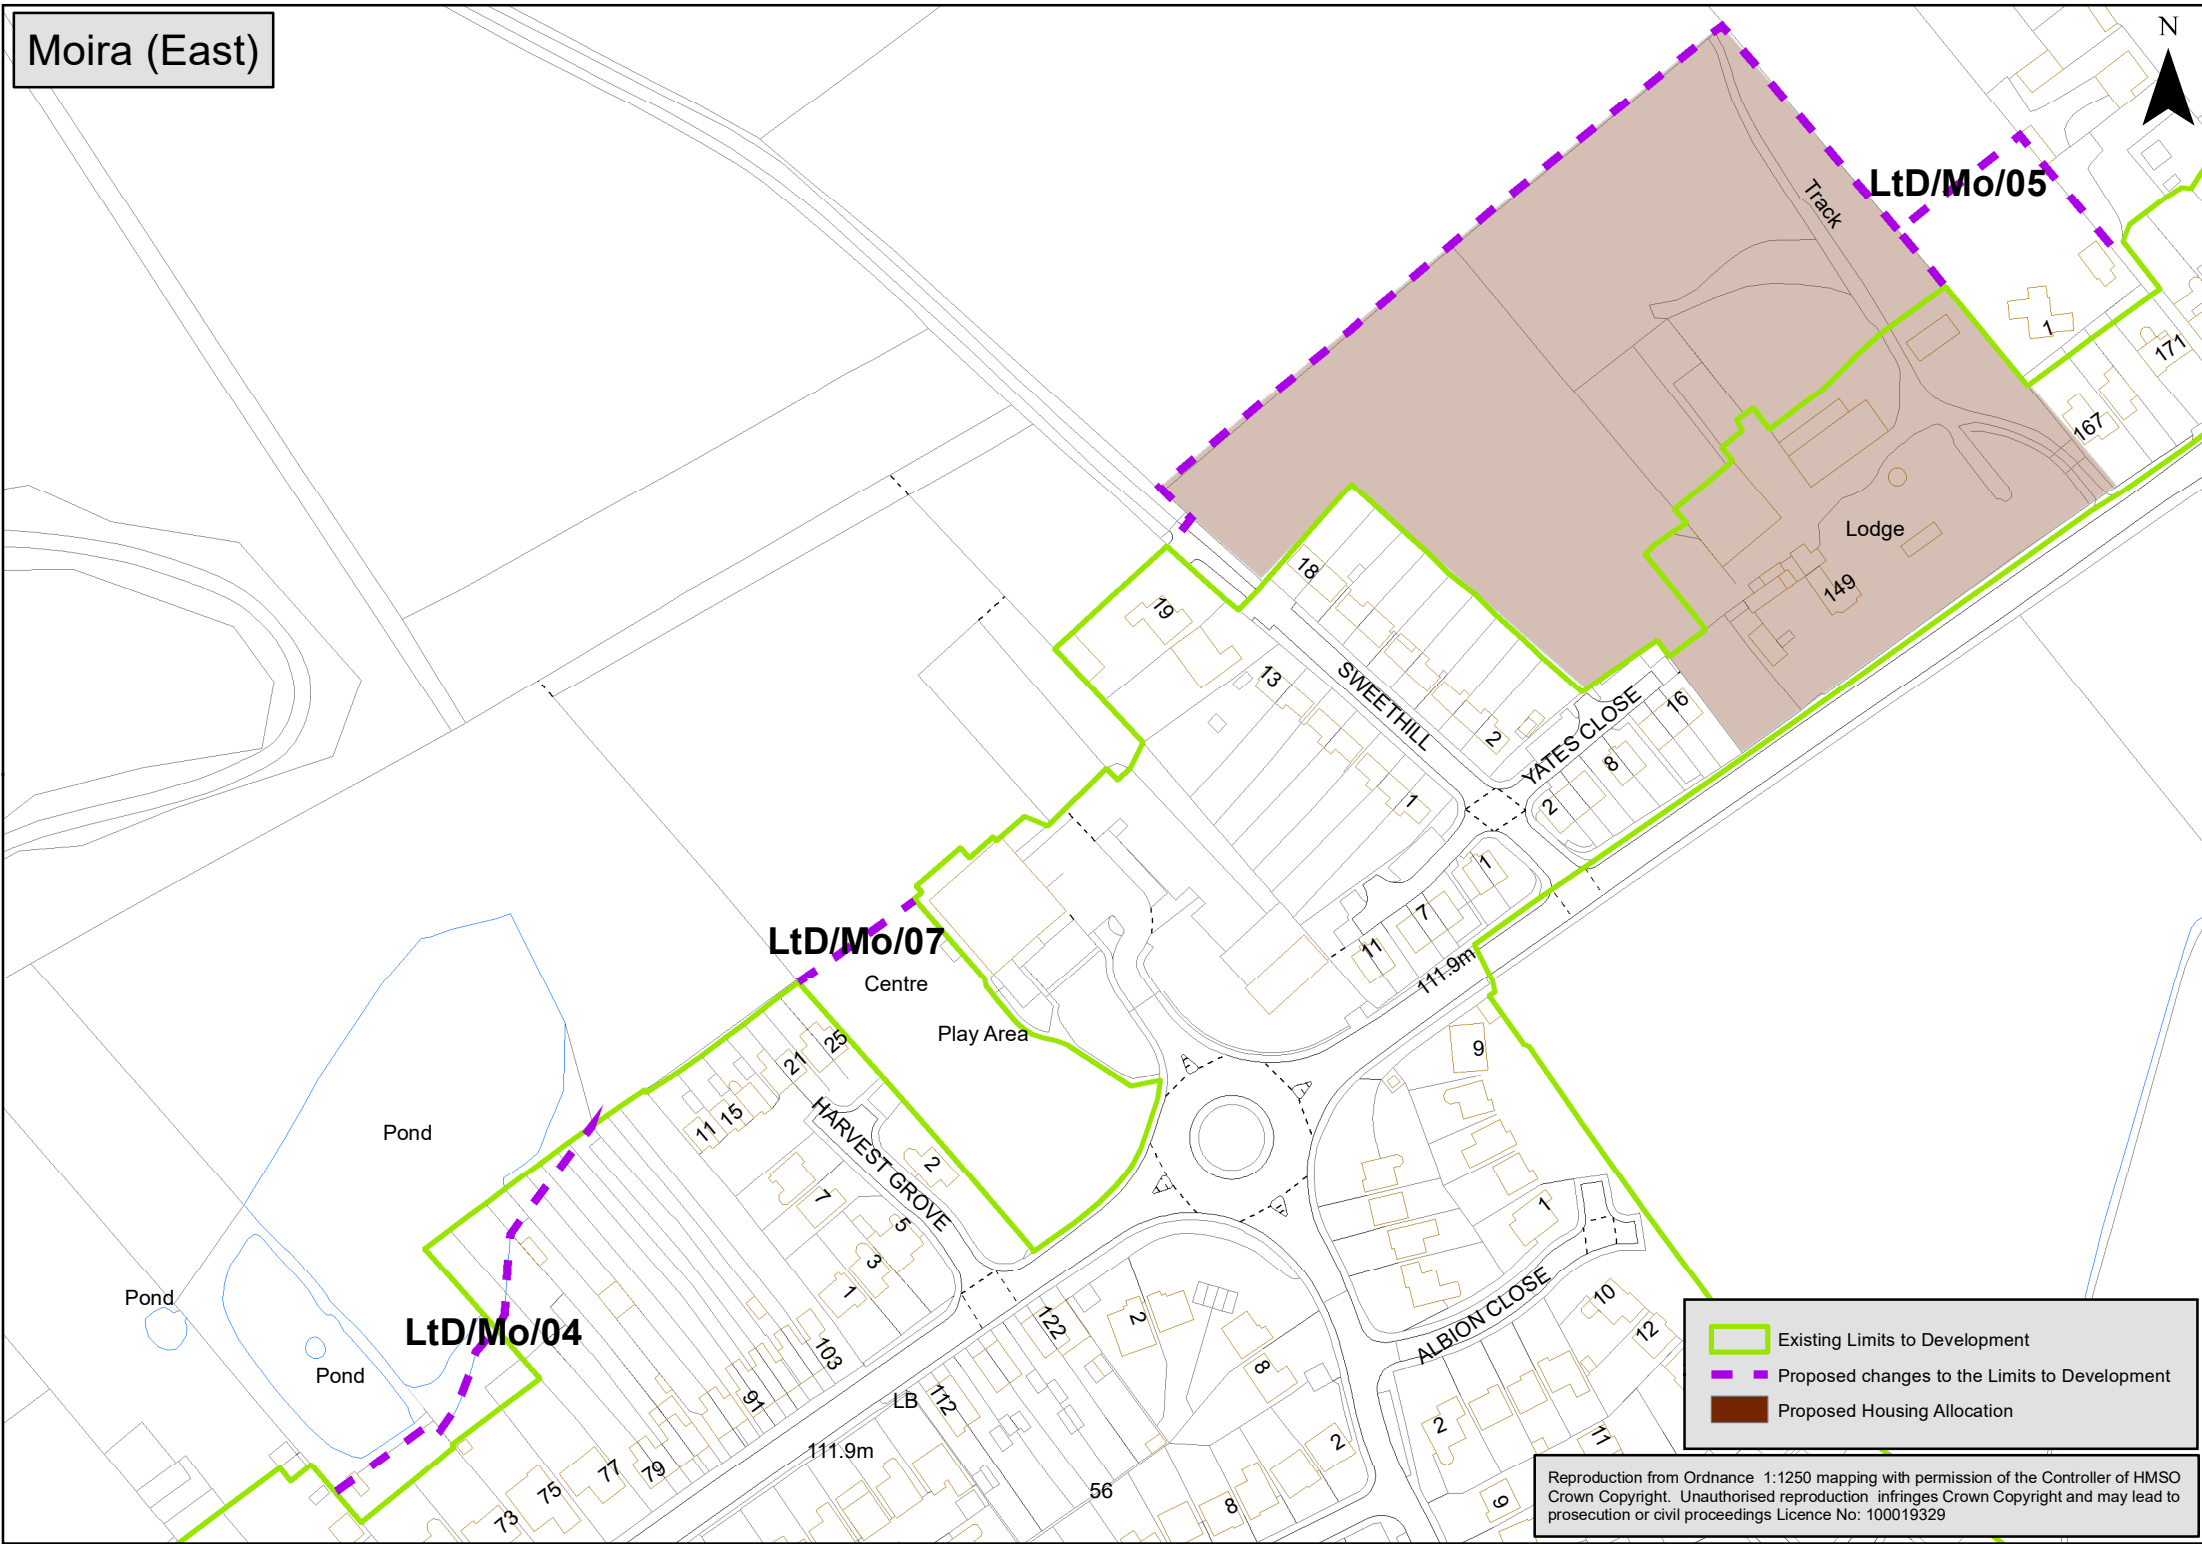 Moira (East)
N
LtD/Mo/05
Track
1
171
167
Lodge
149
18
19
13
SWEETHILL
2
16
YATES CLOSE
8
2
1
1
7
11
111.9m
LtD/Mo/07
Centre
Play Area
25
21
15
11
HARVEST GROVE
2
7
5
3
1
103
91
79
77
75
73
Pond
Pond
Pond
LtD/Mo/04
9
1
ALBION CLOSE
10
12
122
2
8
2
112
LB
111.9m
56
8
2
11
9
Existing Limits to Development
Proposed changes to the Limits to Development
Proposed Housing Allocation
Reproduction from Ordnance 1:1250 mapping with permission of the Controller of HMSO
Crown Copyright. Unauthorised reproduction infringes Crown Copyright and may lead to
prosecution or civil proceedings Licence No: 100019329